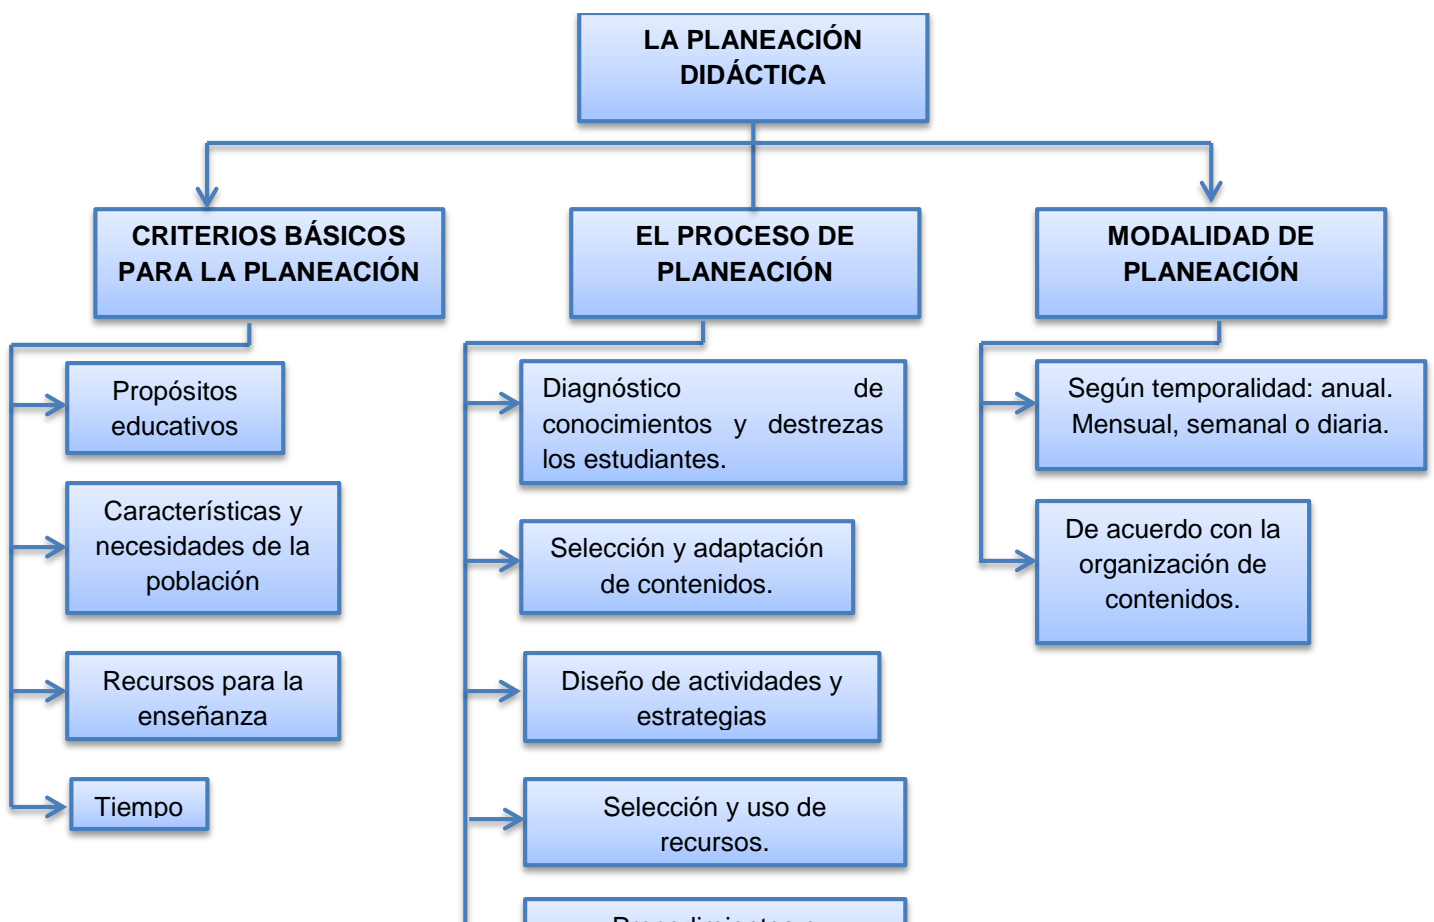 LA PLANEACIÓN
DIDÁCTICA
CRITERIOS BÁSICOS
PARA LA PLANEACIÓN
Propósitos
educativos
Características y
necesidades de la
población
Recursos para la
enseñanza
Tiempo
EL PROCESO DE
PLANEACIÓN
Diagnóstico de
conocimientos y destrezas
los estudiantes.
Selección y adaptación
de contenidos.
Diseño de actividades y
estrategias
Selección y uso de
recursos.
MODALIDAD DE
PLANEACIÓN
Según temporalidad: anual.
Mensual, semanal o diaria.
De acuerdo con la
organización de
contenidos.